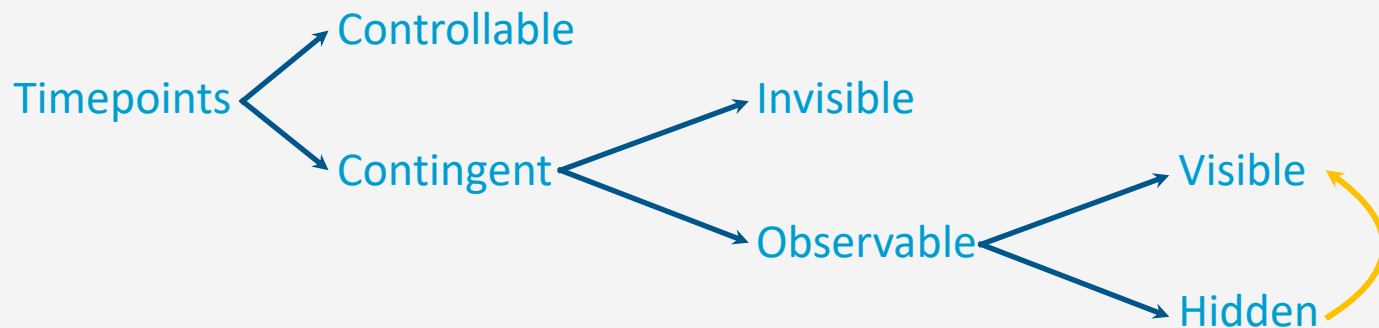 Controllable
Timepoints
Invisible
Contingent
Visible
Observable
Hidden